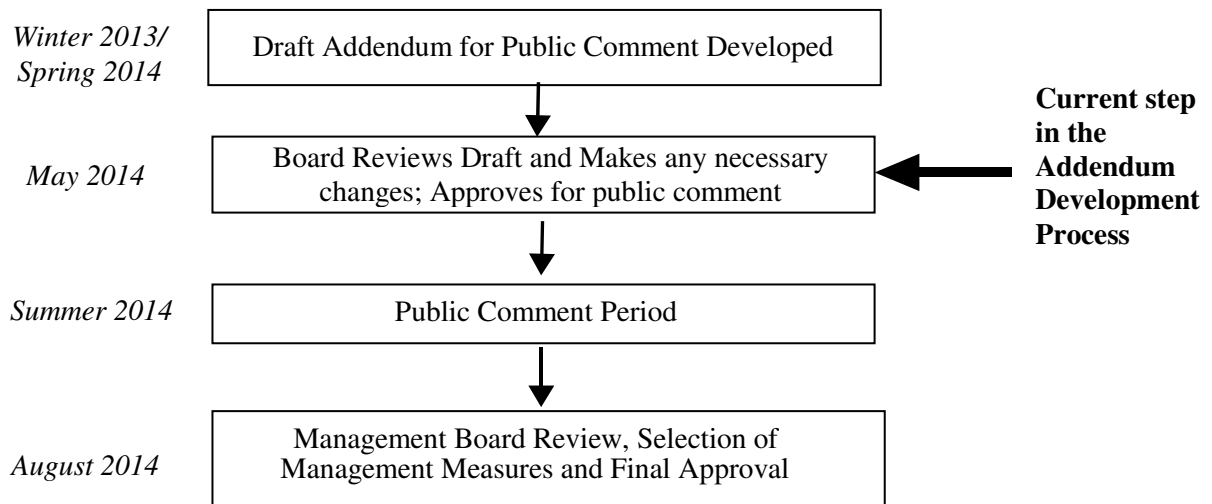 Winter 2013/
Spring 2014
Draft Addendum for Public Comment Developed
May 2014
Board Reviews Draft and Makes any necessary
changes; Approves for public comment
Current step
in the
Addendum
Development
Process
Summer 2014
Public Comment Period
August 2014
Management Board Review, Selection of
Management Measures and Final Approval